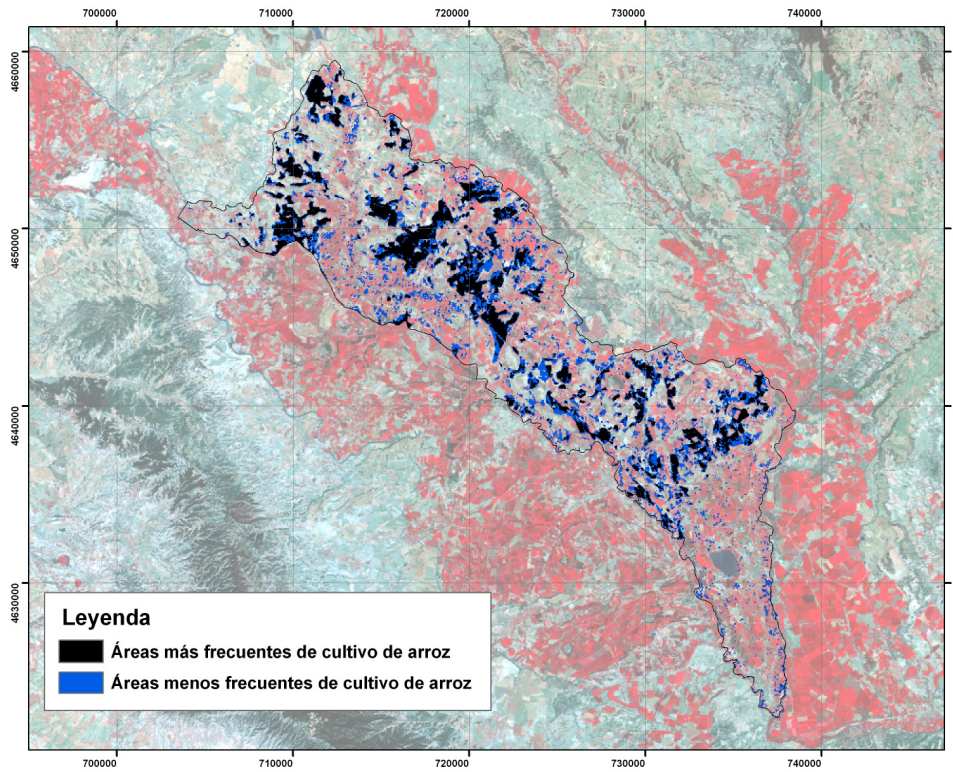 700000 710000 720000 730000 740000
4660000
4650000
4640000
4630000
Leyenda
Áreas más frecuentes de cultivo de arroz
Áreas menos frecuentes de cultivo de arroz
700000 710000 720000 730000 740000